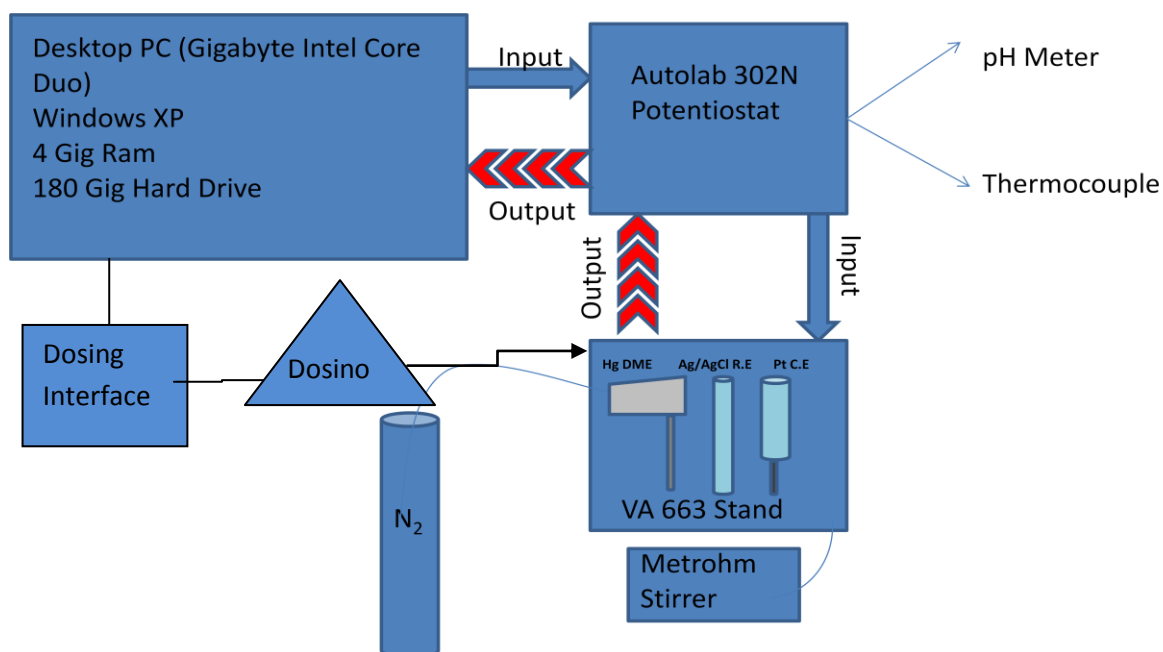 Desktop PC (Gigabyte Intel Core
Duo)
Windows XP
4 Gig Ram
180 Gig Hard Drive
Input
Autolab 302N
Potentiostat
pH Meter
Thermocouple
Output
Output
Input
Dosing
Interface
Dosino
Hg DME
Ag/AgCl R.E
Pt C.E
VA 663 Stand
N₂
Metrohm
Stirrer